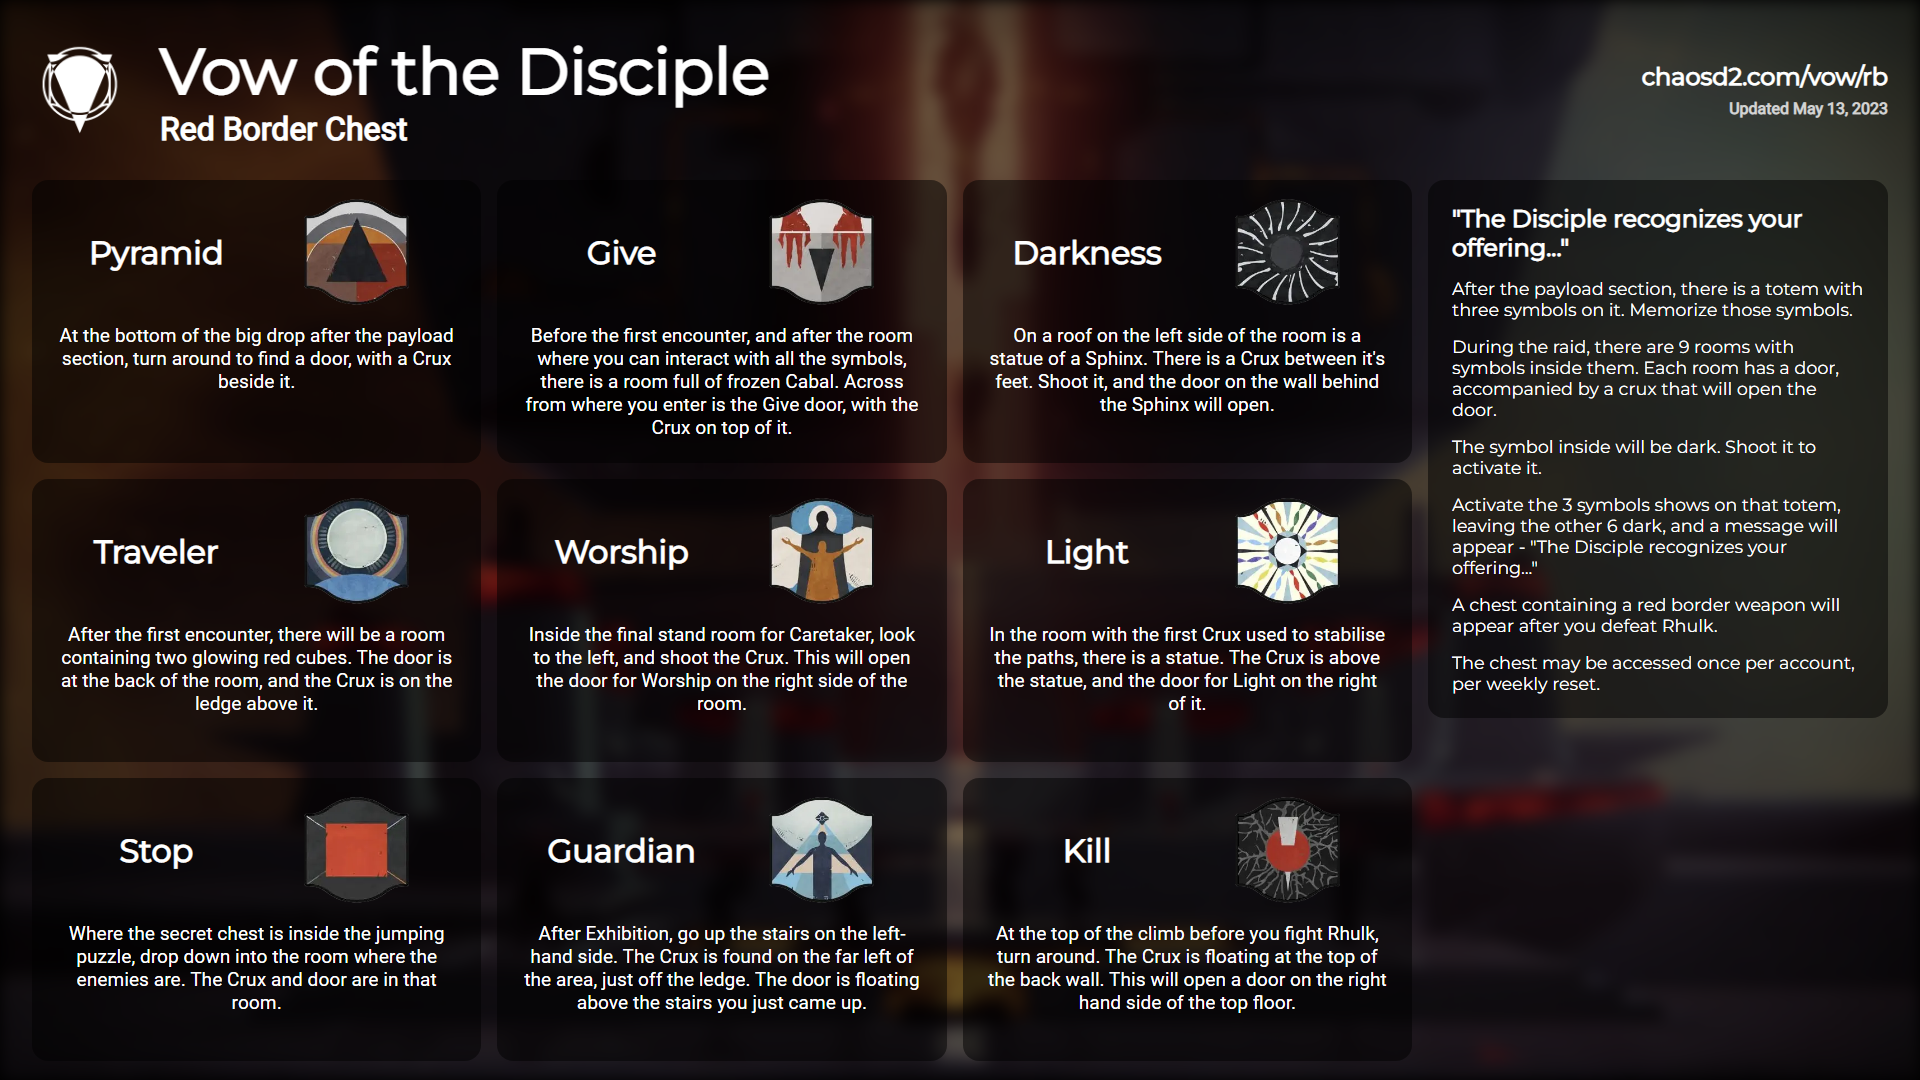 Vow of the Disciple
Red Border Chest
chaosd2.com/vow/rb
Updated May 13, 2023
Pyramid
At the bottom of the big drop after the payload
section, turn around to find a door, with a Crux
beside it.
Give
Before the first encounter, and after the room
where you can interact with all the symbols,
there is a room full of frozen Cabal. Across
from where you enter is the Give door, with the
Crux on top of it.
Darkness
On a roof on the left side of the room is a
statue of a Sphinx. There is a Crux between it's
feet. Shoot it, and the door on the wall behind
the Sphinx will open.
Traveler
After the first encounter, there will be a room
containing two glowing red cubes. The door is
at the back of the room, and the Crux is on the
ledge above it.
Worship
Inside the final stand room for Caretaker, look
to the left, and shoot the Crux. This will open
the door for Worship on the right side of the
room.
Light
In the room with the first Crux used to stabilise
the paths, there is a statue. The Crux is above
the statue, and the door for Light on the right
of it.
Stop
Where the secret chest is inside the jumping
puzzle, drop down into the room where the
enemies are. The Crux and door are in that
room.
Guardian
After Exhibition, go up the stairs on the left-
hand side. The Crux is found on the far left of
the area, just off the ledge. The door is floating
above the stairs you just came up.
Kill
At the top of the climb before you fight Rhulk,
turn around. The Crux is floating at the top of
the back wall. This will open a door on the right
hand side of the top floor.
"The Disciple recognizes your
offering..."
After the payload section, there is a totem with
three symbols on it. Memorize those symbols.
During the raid, there are 9 rooms with
symbols inside them. Each room has a door,
accompanied by a crux that will open the
door.
The symbol inside will be dark. Shoot it to
activate it.
Activate the 3 symbols shows on that totem,
leaving the other 6 dark, and a message will
appear - "The Disciple recognizes your
offering..."
A chest containing a red border weapon will
appear after you defeat Rhulk.
The chest may be accessed once per account,
per weekly reset.